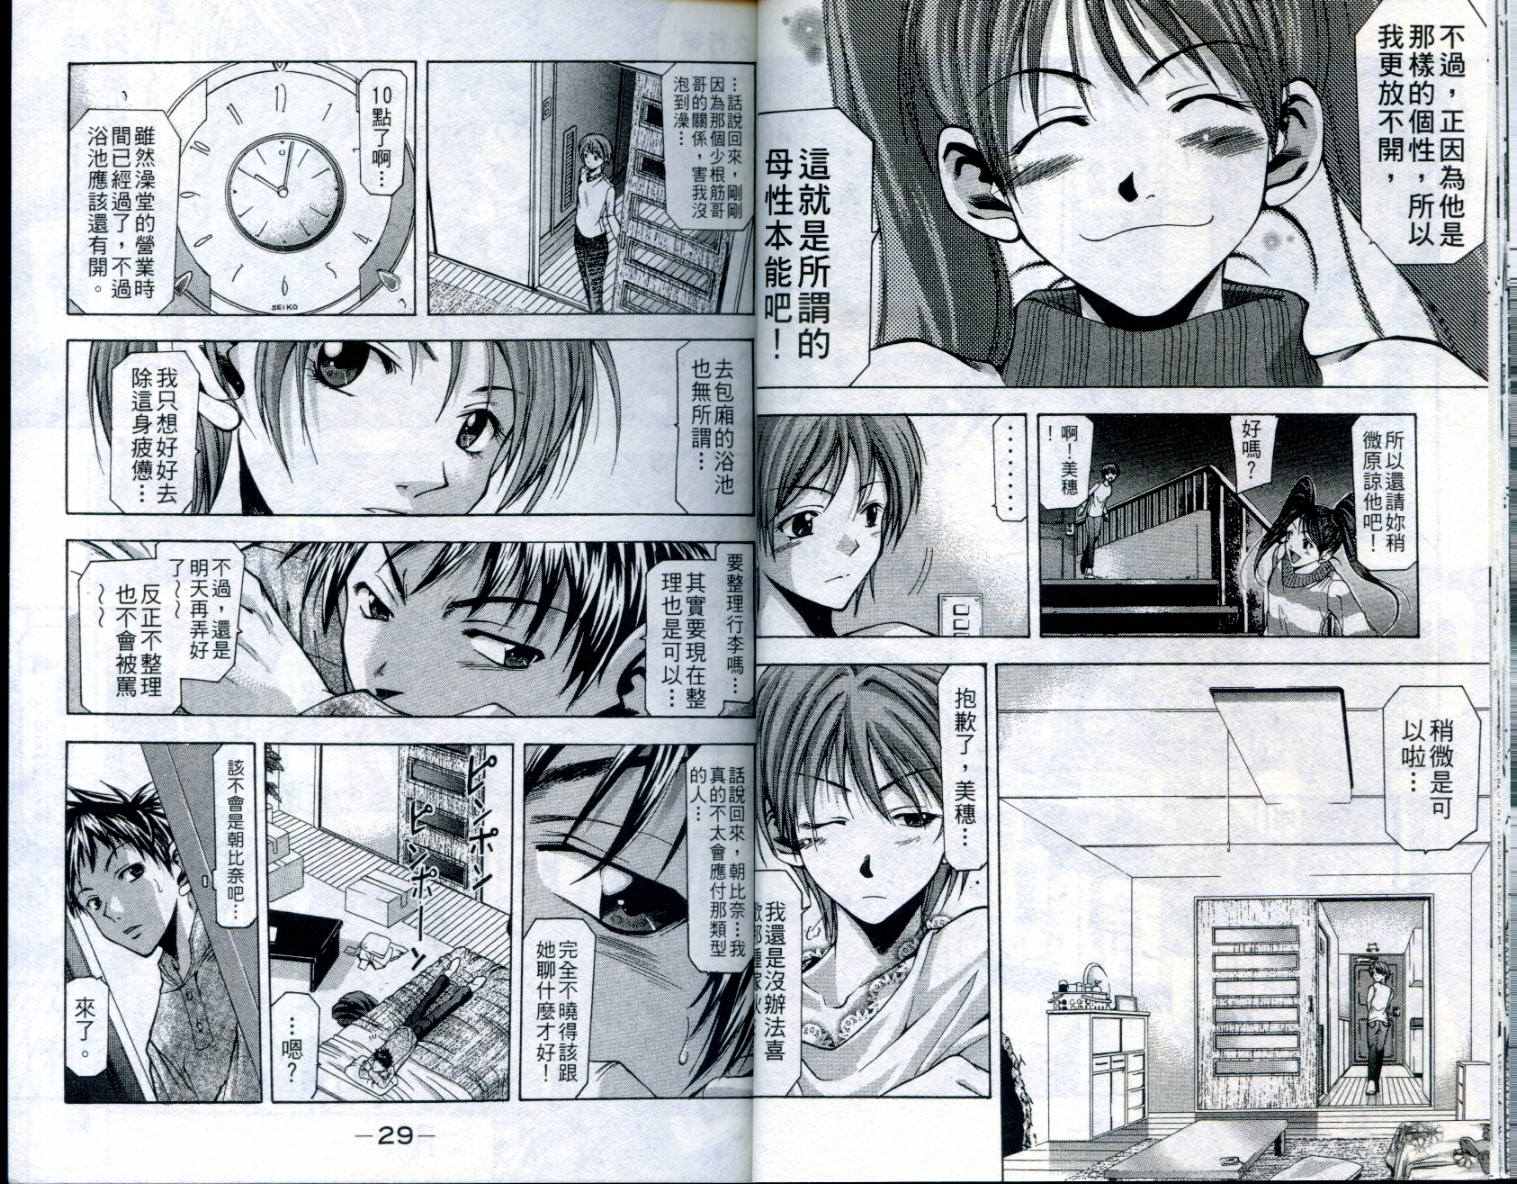 不過，正因為他是
那樣的個性，所以
我更放不開，
這就是所謂的
母性本能吧！
所以還請妳稍
微原諒他吧！
好嗎？
啊！美穗
！
………
稍微是可
以啦…
抱歉了，美穗…
我還是沒辦法喜
…話說回來，剛剛
因為那個少根筋哥
哥的關係，害我沒
泡到澡…
10
點了啊…
雖然澡堂的營業時
間已經過了，不過
浴池應該還有開。
SEIKO
去包廂的浴池
也無所謂…
我只想好好去
除這身疲憊…
要整理行李嗎…
其實要現在整
理也是可以…
不過，還是
明天再弄好
了～～
反正不整理
也不會被罵
～～
話說回來，朝比奈…我
真的不太會應付那類型
的人…
完全不曉得該跟
她聊什麼才好！
ピンポン
ピンポーン
…嗯？
該不會是朝比奈吧…
來了。
—29—